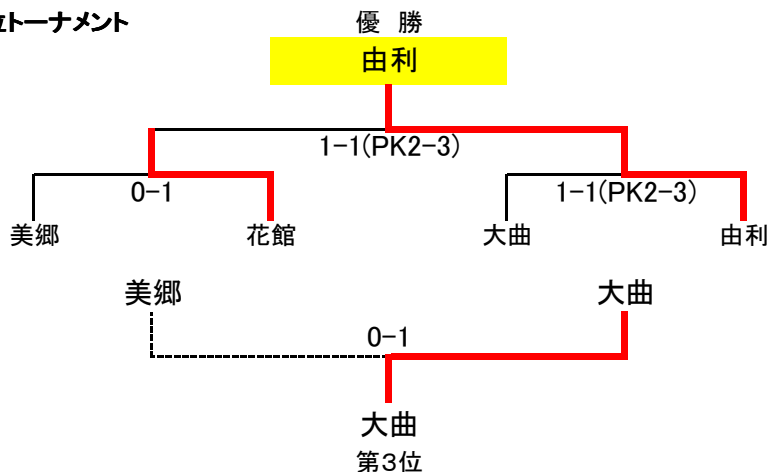 位トーナメント
優 勝
由利
1-1(PK2-3)
0-1
1-1(PK2-3)
美郷
花館
大曲
由利
美郷
大曲
0-1
大曲
第3位